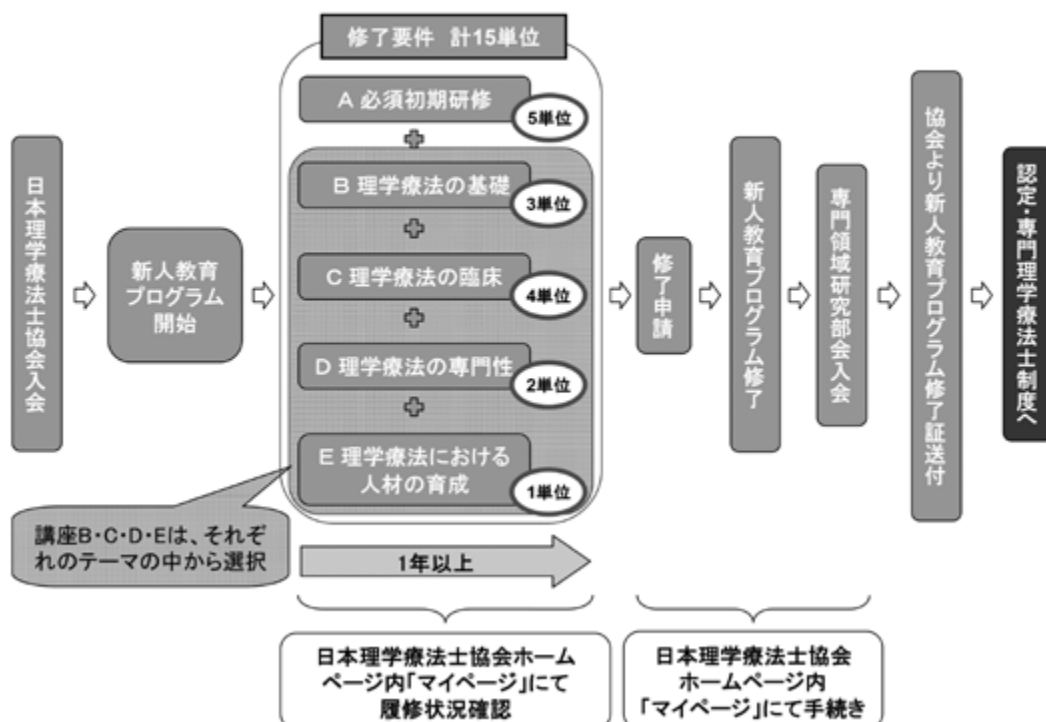 修了要件 計15単位
A 必須初期研修
5単位
B 理学療法の基礎
3単位
C 理学療法の臨床
4単位
D 理学療法の専門性
2単位
E 理学療法における
人材の育成
1単位
日本理学療法士協会入会
新人教育
プログラム
開始
修了申請
新人教育プログラム修了
専門領域研究部会入会
協会より新人教育プログラム修了証送付
認定・専門理学療法士制度へ
講座B・C・D・Eは、それぞ
れのテーマの中から選択
1年以上
日本理学療法士協会ホーム
ページ内「マイページ」にて
履修状況確認
日本理学療法士協会
ホームページ内
「マイページ」にて手続き